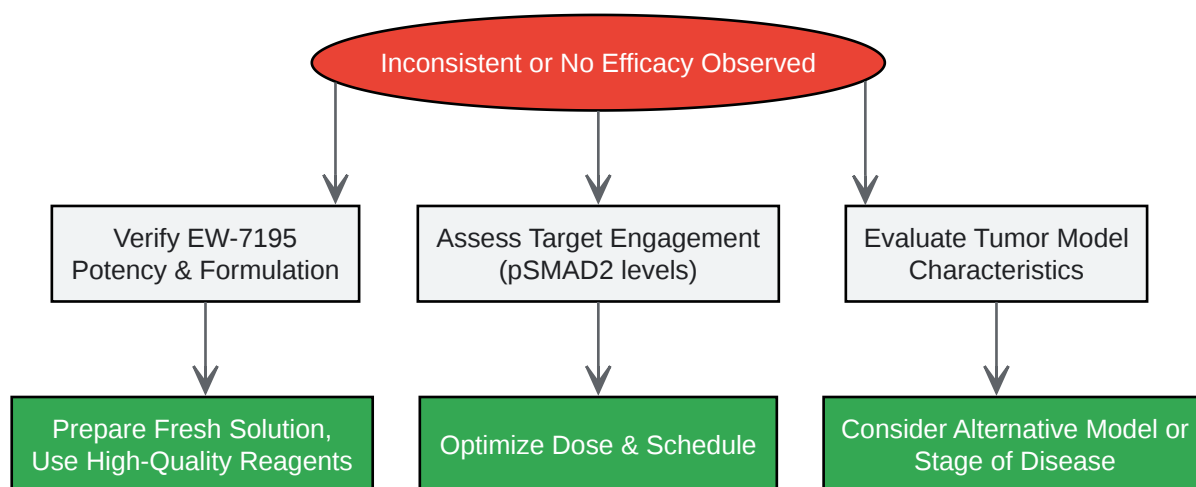 Inconsistent or No Efficacy Observed
Verify EW-7195
Potency & Formulation
Assess Target Engagement
(pSMAD2 levels)
Evaluate Tumor Model
Characteristics
Prepare Fresh Solution,
Use High-Quality Reagents
Optimize Dose & Schedule
Consider Alternative Model or
Stage of Disease